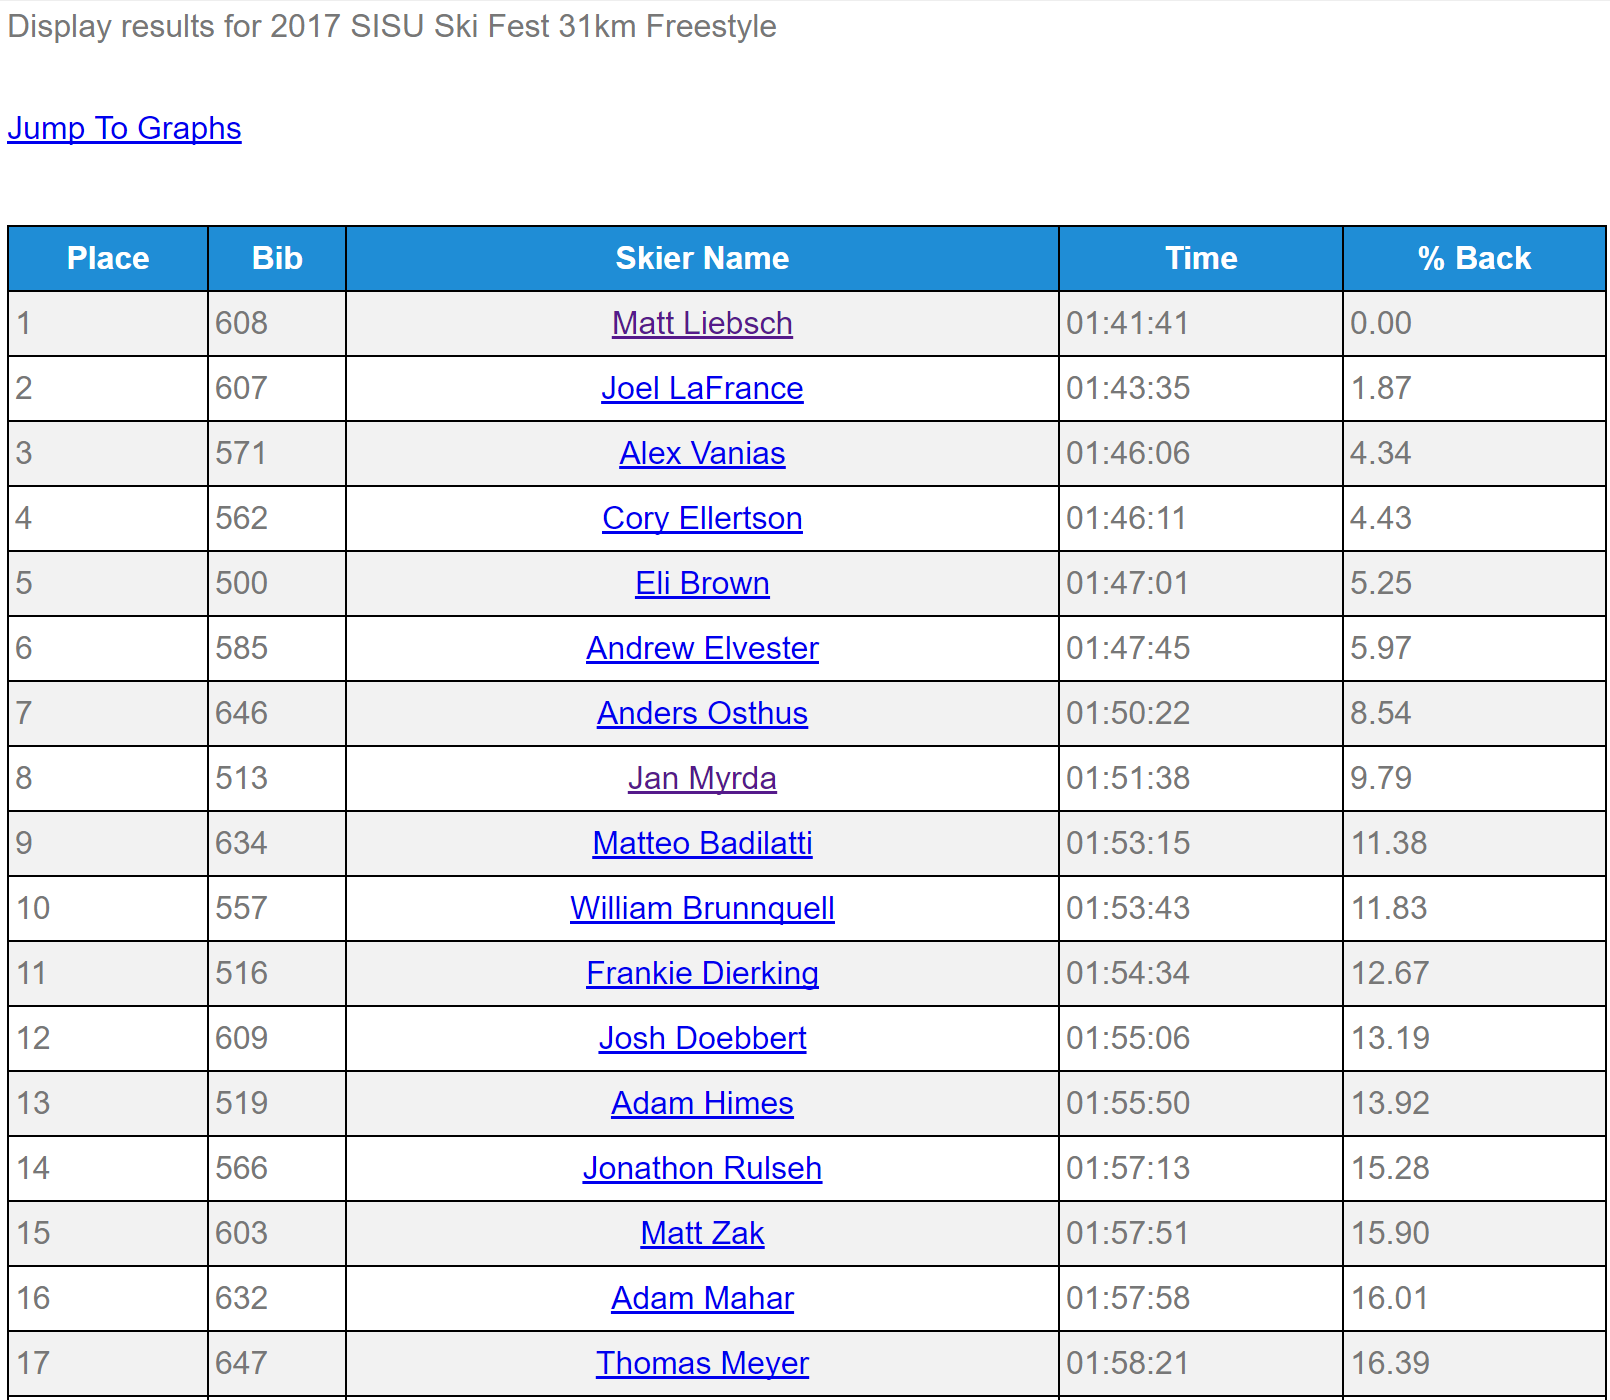 Display results for 2017 SISU Ski Fest 31km Freestyle
Jump To Graphs
Place Bib Skier Name Time % Back
1 608 Matt Liebsch 01:41:41 0.00
2 607 Joel LaFrance 01:43:35 1.87
3 571 Alex Vanias 01:46:06 4.34
4 562 Cory Ellertson 01:46:11 4.43
5 500 Eli Brown 01:47:01 5.25
6 585 Andrew Elvester 01:47:45 5.97
7 646 Anders Osthus 01:50:22 8.54
8 513 Jan Myrda 01:51:38 9.79
9 634 Matteo Badilatti 01:53:15 11.38
10 557 William Brunnquell 01:53:43 11.83
11 516 Frankie Dierking 01:54:34 12.67
12 609 Josh Doebbert 01:55:06 13.19
13 519 Adam Himes 01:55:50 13.92
14 566 Jonathon Rulseh 01:57:13 15.28
15 603 Matt Zak 01:57:51 15.90
16 632 Adam Mahar 01:57:58 16.01
17 647 Thomas Meyer 01:58:21 16.39